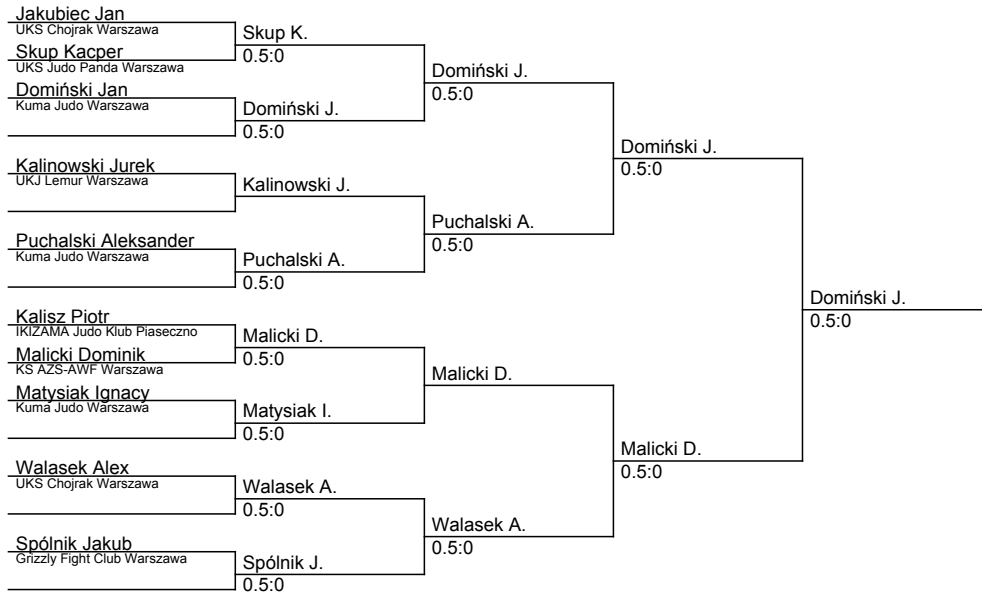 Jakubiec Jan
UKS Chojrak Warszawa
Skup Kacper
UKS Judo Panda Warszawa
Domiński Jan
Kuma Judo Warszawa
Kalinowski Jurek
UKJ Lemur Warszawa
Puchalski Aleksander
Kuma Judo Warszawa
Kalisz Piotr
IKIZAMA Judo Klub Piaseczno
Malicki Dominik
KS AZS-AWF Warszawa
Matysiak Ignacy
Kuma Judo Warszawa
Walasek Alex
UKS Chojrak Warszawa
Spólnik Jakub
Grizzly Fight Club Warszawa
Skup K.
0.5:0
Domiński J.
0.5:0
Kalinowski J.
Puchalski A.
0.5:0
Malicki D.
0.5:0
Matysiak I.
0.5:0
Walasek A.
0.5:0
Spólnik J.
0.5:0
Domiński J.
0.5:0
Puchalski A.
0.5:0
Malicki D.
Walasek A.
0.5:0
Domiński J.
0.5:0
Malicki D.
0.5:0
Domiński J.
0.5:0